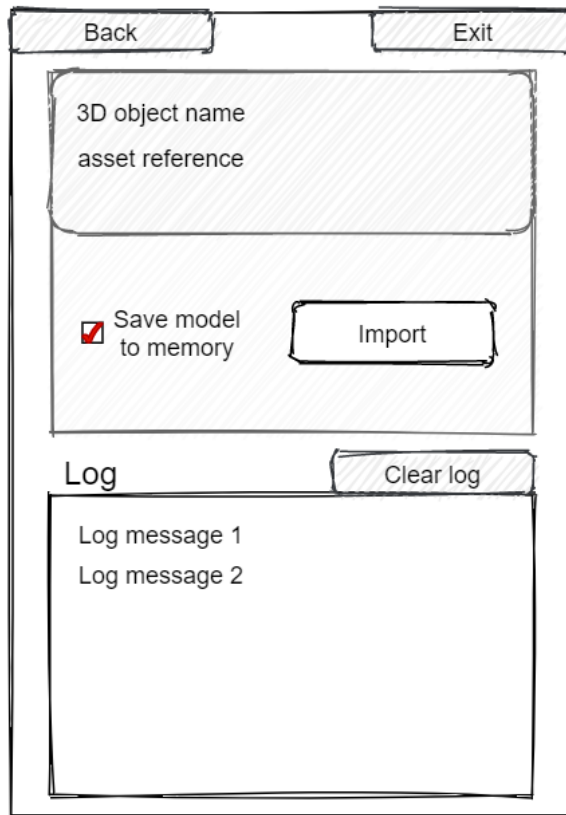 Back
Exit
3D object name
asset reference
Save model
to memory
Import
Log
Clear log
Log message 1
Log message 2